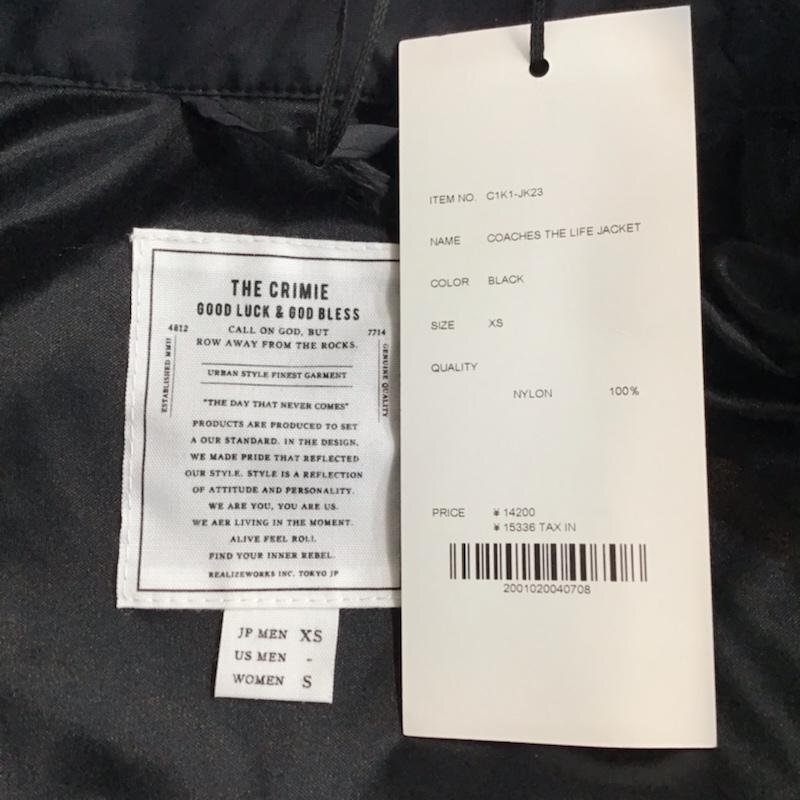 THE CRIMIE
GOOD LUCK & GOD BLESS
4812
CALL ON GOD, BUT
7714
ROW AWAY FROM THE ROCKS.
ESTABLISHED MMII
GENUINE QUALITY
URBAN STYLE FINEST GARMENT
"THE DAY THAT NEVER COMES"
PRODUCTS ARE PRODUCED TO SET
A OUR STANDARD. IN THE DESIGN,
WE MADE PRIDE THAT REFLECTED
OUR STYLE. STYLE IS A REFLECTION
OF ATTITUDE AND PERSONALITY.
WE ARE YOU, YOU ARE US.
WE AER LIVING IN THE MOMENT.
ALIVE FEEL ROLL
FIND YOUR INNER REBEL.
REALIZEWORKS INC. TOKYO JP
JP MEN XS
US MEN -
WOMEN S
ITEM NO. C1K1-JK23
NAME COACHES THE LIFE JACKET
COLOR BLACK
SIZE XS
QUALITY
NYLON 100%
PRICE ¥ 14200
¥ 15336 TAX IN
2001020040708